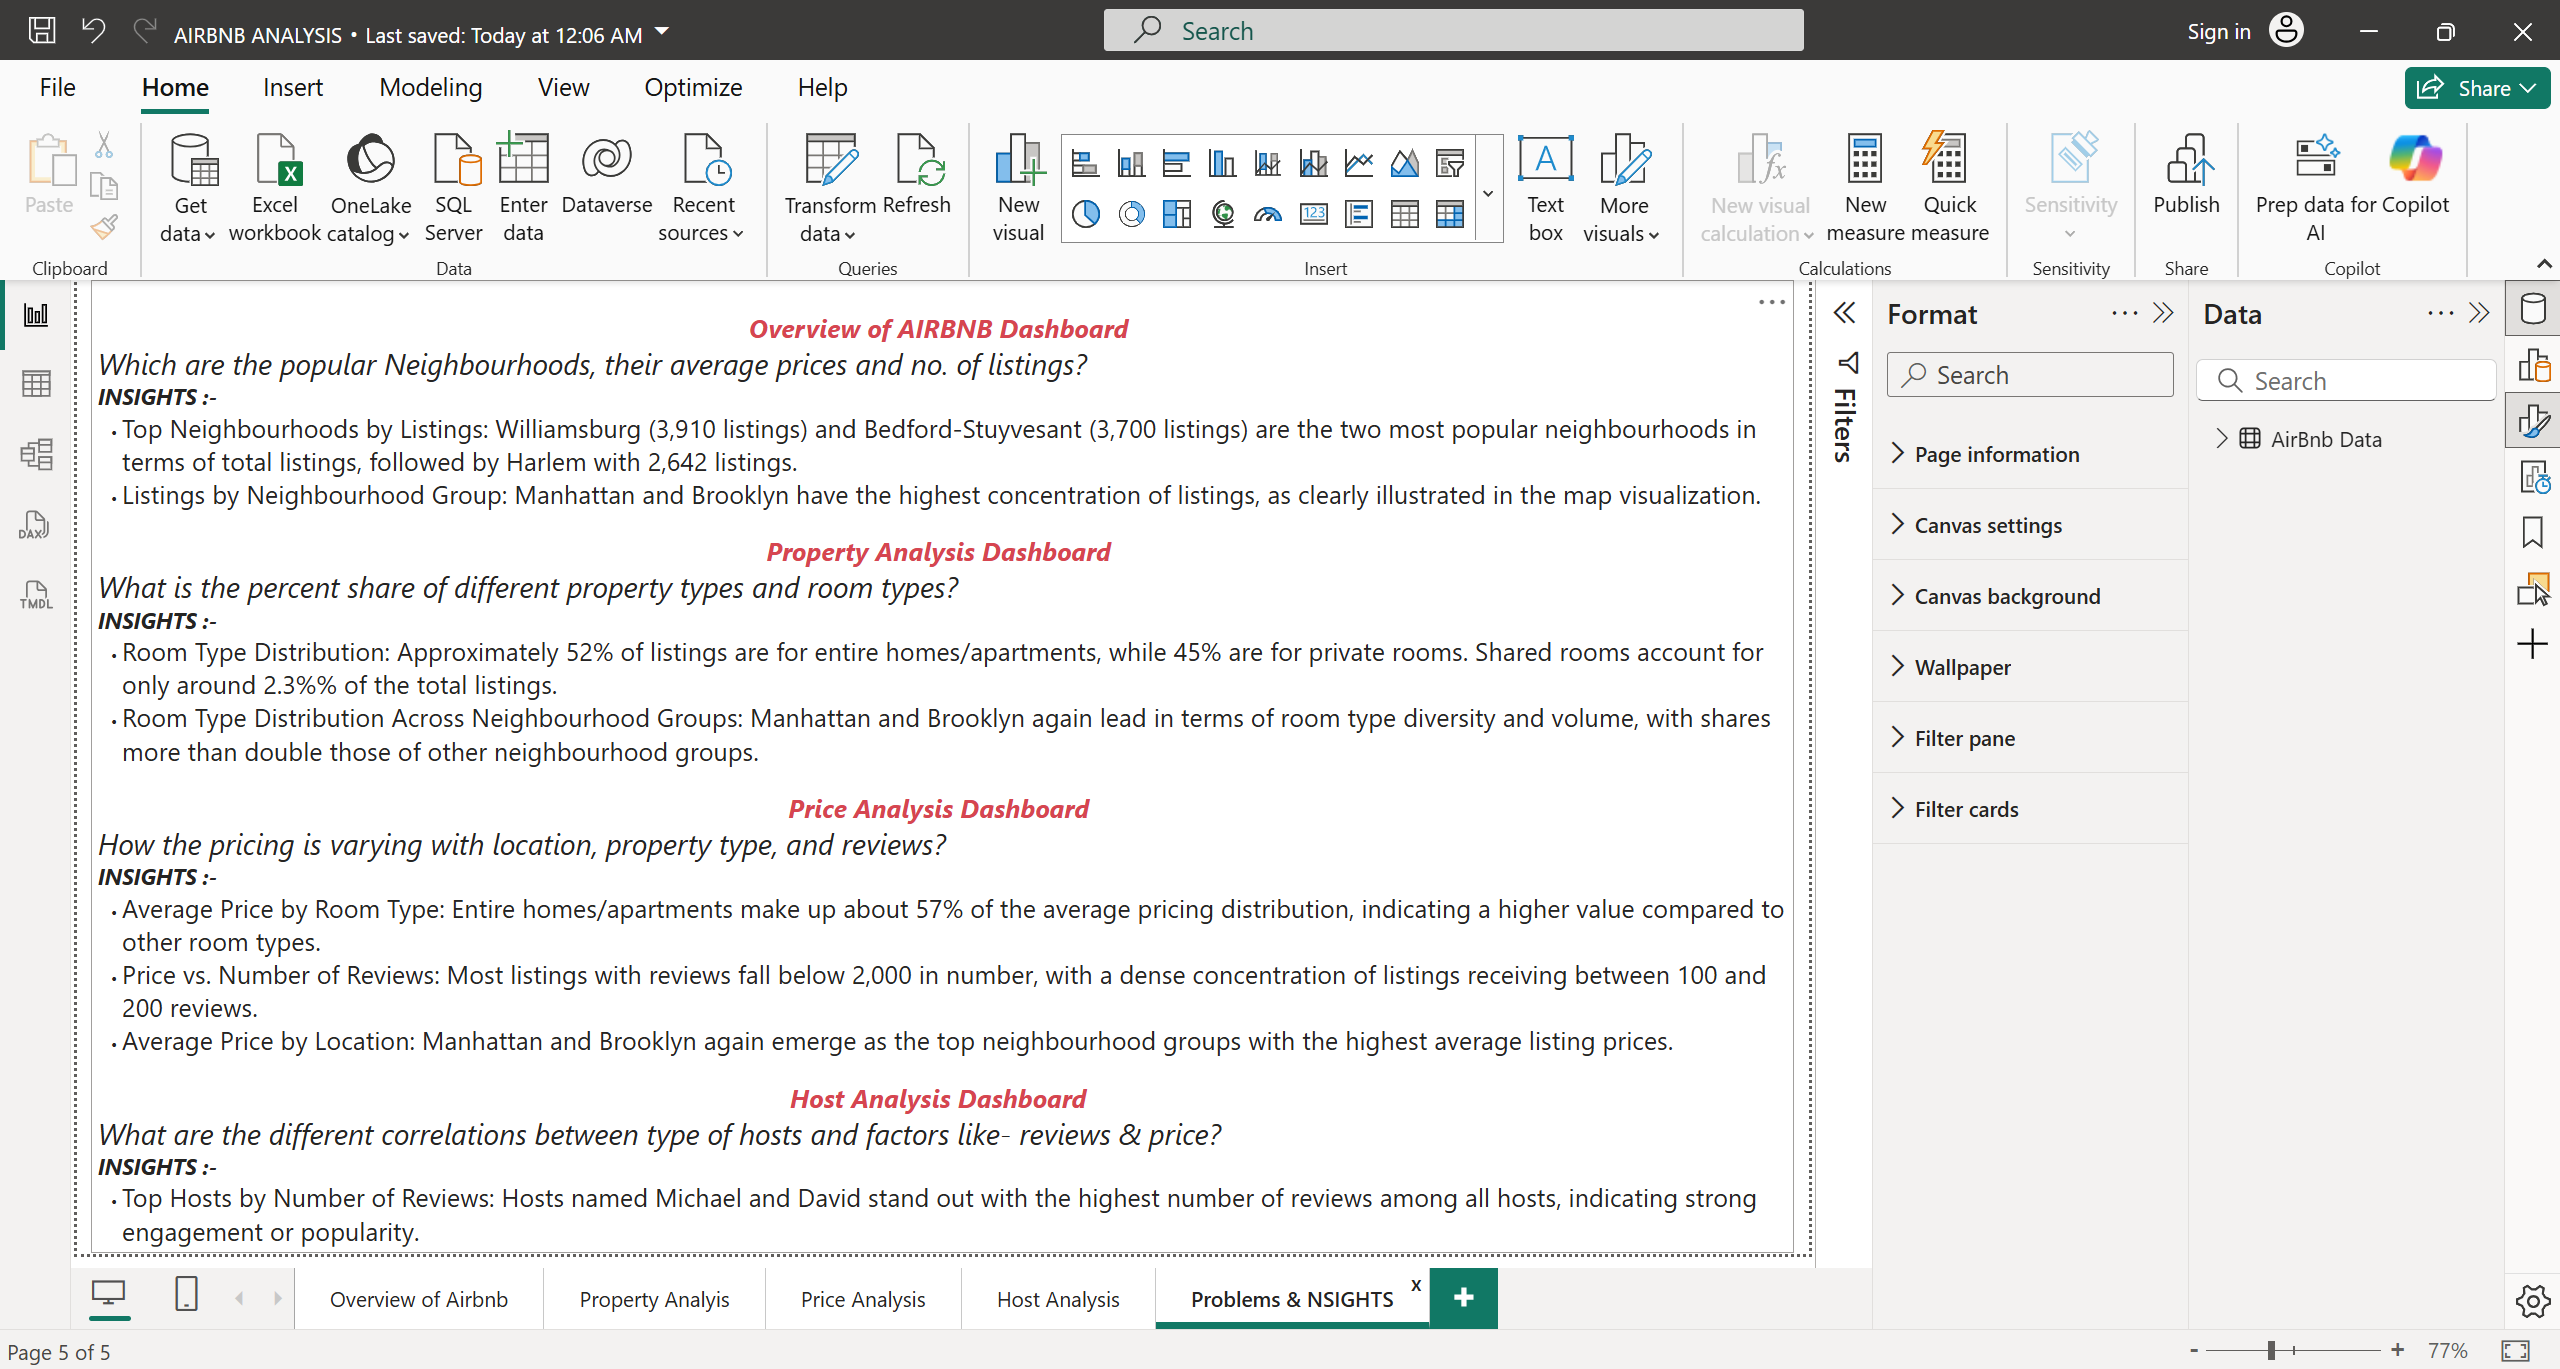 AIRBNB ANALYSIS • Last saved: Today at 12:06 AM
Search
Sign in
File Home Insert Modeling View Optimize Help
Share
Paste
Get data
Excel workbook
OneLake catalog
SQL Server
Enter data
Dataverse
Recent sources
Transform data
Refresh
New visual
123
A
Text box
More visuals
fx
New visual calculation
New measure
Quick measure
Sensitivity
Publish
Prep data for AI
Copilot
Clipboard
Data
Queries
Insert
Calculations
Sensitivity
Share
Copilot
DAX
TMDL
Overview of AIRBNB Dashboard
Which are the popular Neighbourhoods, their average prices and no. of listings?
INSIGHTS :-
• Top Neighbourhoods by Listings: Williamsburg (3,910 listings) and Bedford-Stuyvesant (3,700 listings) are the two most popular neighbourhoods in
terms of total listings, followed by Harlem with 2,642 listings.
• Listings by Neighbourhood Group: Manhattan and Brooklyn have the highest concentration of listings, as clearly illustrated in the map visualization.
Property Analysis Dashboard
What is the percent share of different property types and room types?
INSIGHTS :-
• Room Type Distribution: Approximately 52% of listings are for entire homes/apartments, while 45% are for private rooms. Shared rooms account for
only around 2.3%% of the total listings.
• Room Type Distribution Across Neighbourhood Groups: Manhattan and Brooklyn again lead in terms of room type diversity and volume, with shares
more than double those of other neighbourhood groups.
Price Analysis Dashboard
How the pricing is varying with location, property type, and reviews?
INSIGHTS :-
• Average Price by Room Type: Entire homes/apartments make up about 57% of the average pricing distribution, indicating a higher value compared to
other room types.
• Price vs. Number of Reviews: Most listings with reviews fall below 2,000 in number, with a dense concentration of listings receiving between 100 and
200 reviews.
• Average Price by Location: Manhattan and Brooklyn again emerge as the top neighbourhood groups with the highest average listing prices.
Host Analysis Dashboard
What are the different correlations between type of hosts and factors like- reviews & price?
INSIGHTS :-
• Top Hosts by Number of Reviews: Hosts named Michael and David stand out with the highest number of reviews among all hosts, indicating strong
engagement or popularity.
Filters
Format
Search
Page information
Canvas settings
Canvas background
Wallpaper
Filter pane
Filter cards
Data
Search
AirBnb Data
Overview of Airbnb
Property Analyis
Price Analysis
Host Analysis
Problems & NSIGHTS
x
+
Page 5 of 5
- + 77%